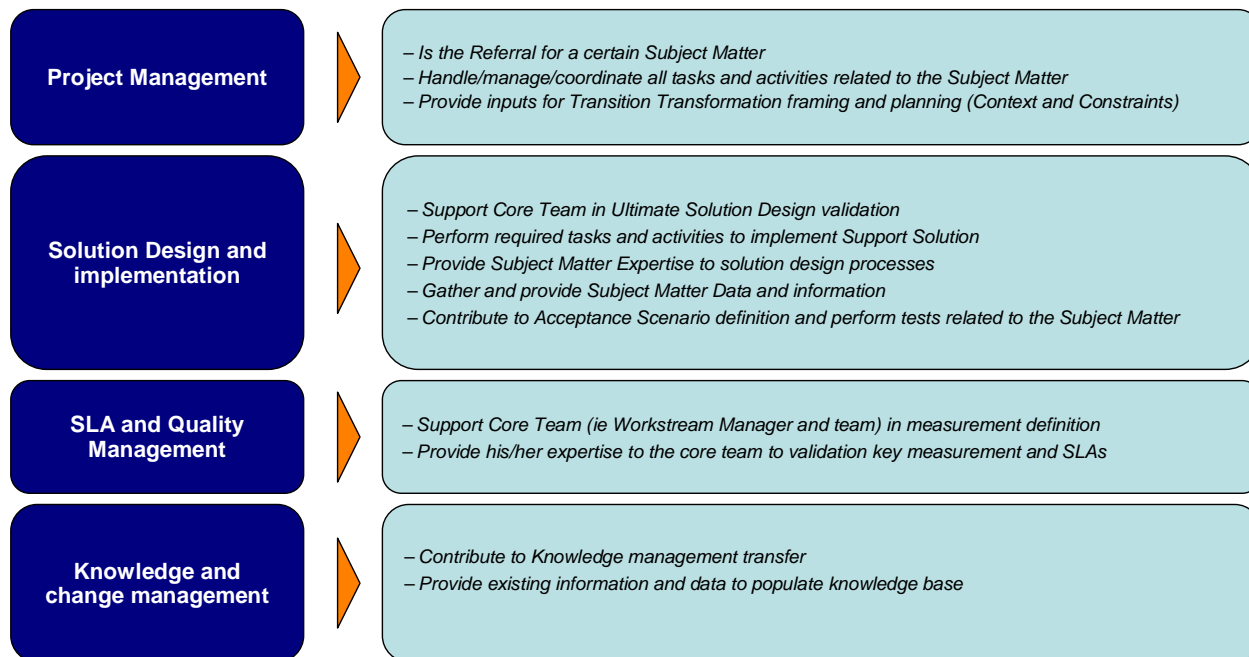 Project Management
– Is the Referral for a certain Subject Matter
– Handle/manage/coordinate all tasks and activities related to the Subject Matter
– Provide inputs for Transition Transformation framing and planning (Context and Constraints)
Solution Design and
implementation
– Support Core Team in Ultimate Solution Design validation
– Perform required tasks and activities to implement Support Solution
– Provide Subject Matter Expertise to solution design processes
– Gather and provide Subject Matter Data and information
– Contribute to Acceptance Scenario definition and perform tests related to the Subject Matter
SLA and Quality
Management
– Support Core Team (ie Workstream Manager and team) in measurement definition
– Provide his/her expertise to the core team to validation key measurement and SLAs
Knowledge and
change management
– Contribute to Knowledge management transfer
– Provide existing information and data to populate knowledge base